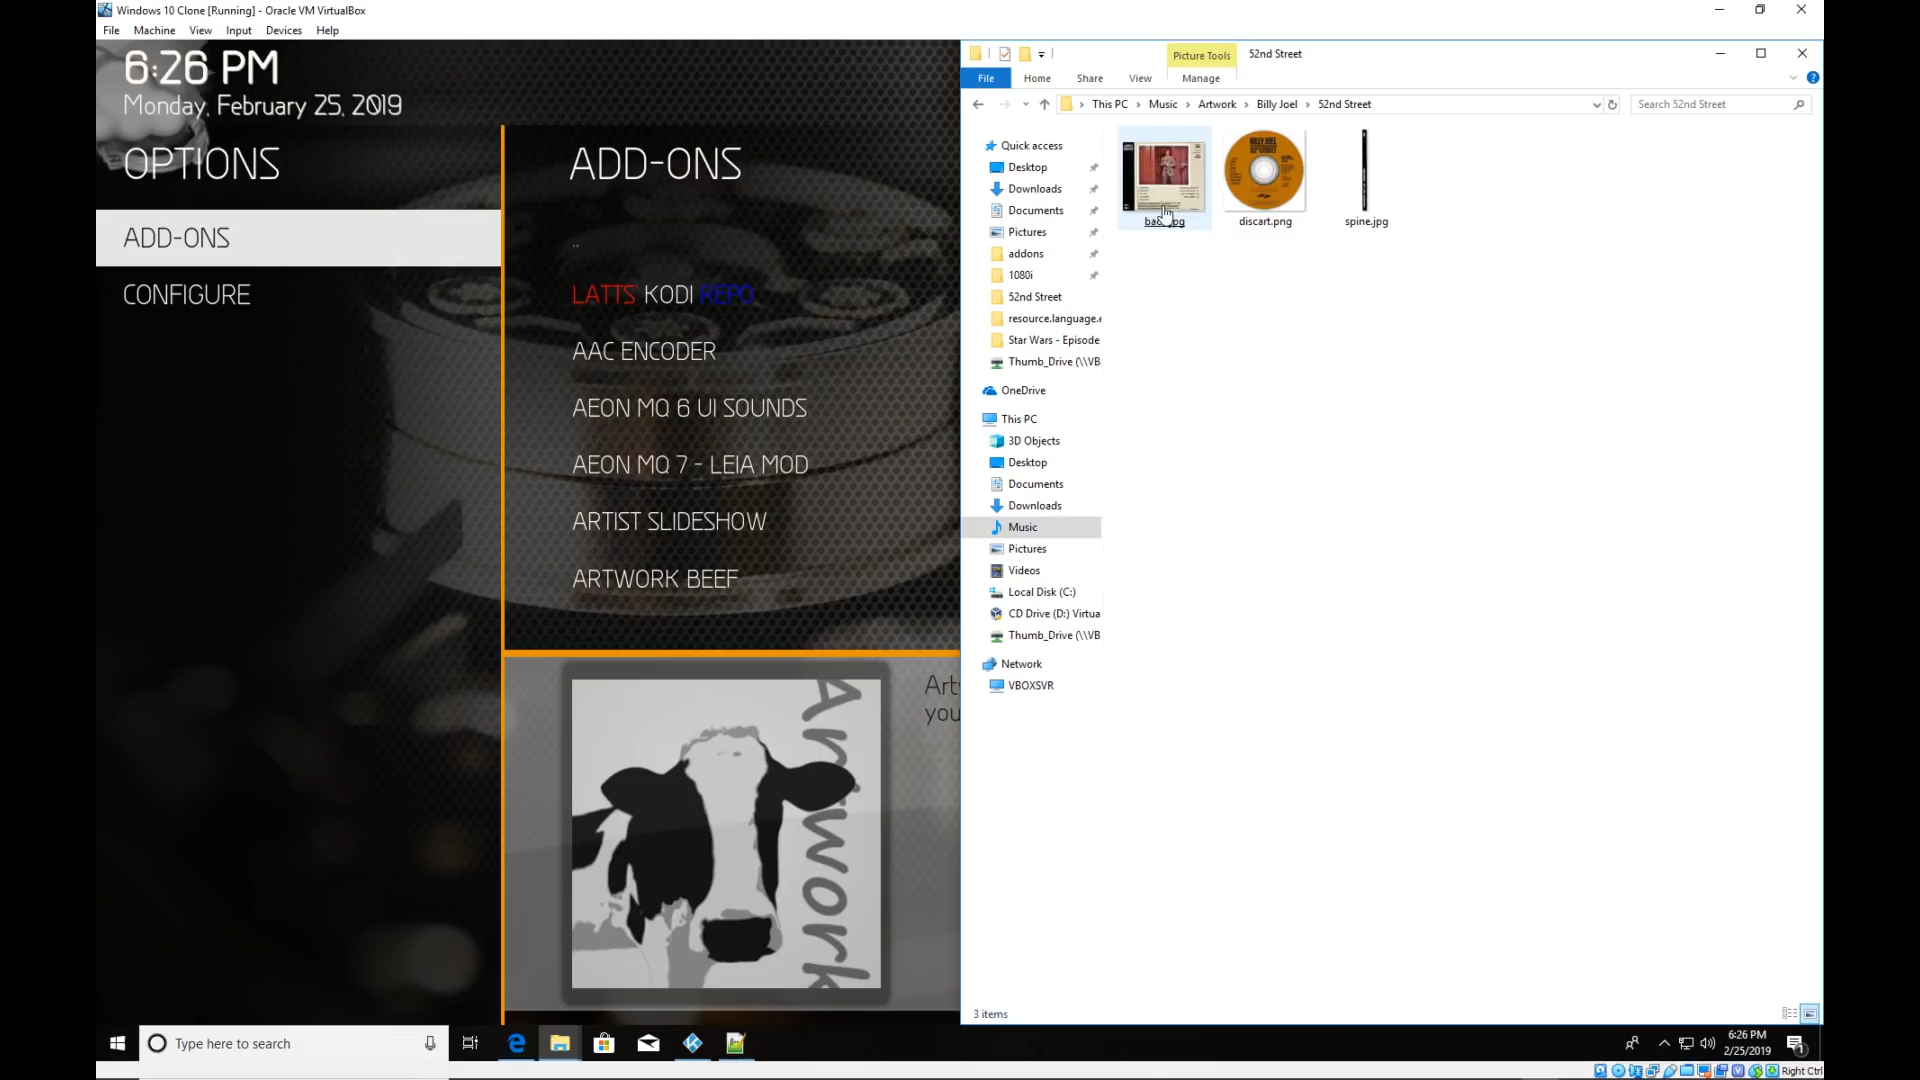 Windows 10 Clone [Running] - Oracle VM VirtualBox
File Machine View Input Devices Help
6:26 PM
Monday, February 25, 2019
OPTIONS
ADD-ONS
CONFIGURE
ADD-ONS
..
LATTS KODI REPO
AAC ENCODER
AEON MQ 6 UI SOUNDS
AEON MQ 7 - LEIA MOD
ARTIST SLIDESHOW
ARTWORK BEEF
Artwork
Picture Tools
52nd Street
File Home Share View Manage
This PC > Music > Artwork > Billy Joel > 52nd Street
Search 52nd Street
Quick access
Desktop
Downloads
Documents
Pictures
addons
1080i
52nd Street
resource.language.e
Star Wars - Episode
Thumb_Drive (\\VB
OneDrive
This PC
3D Objects
Desktop
Documents
Downloads
Music
Pictures
Videos
Local Disk (C:)
CD Drive (D:) Virtua
Thumb_Drive (\\VB
Network
VBOXSVR
BILLY JOEL
discart.png
spine.jpg
3 items
Type here to search
6:26 PM
2/25/2019
1
Right Ctrl